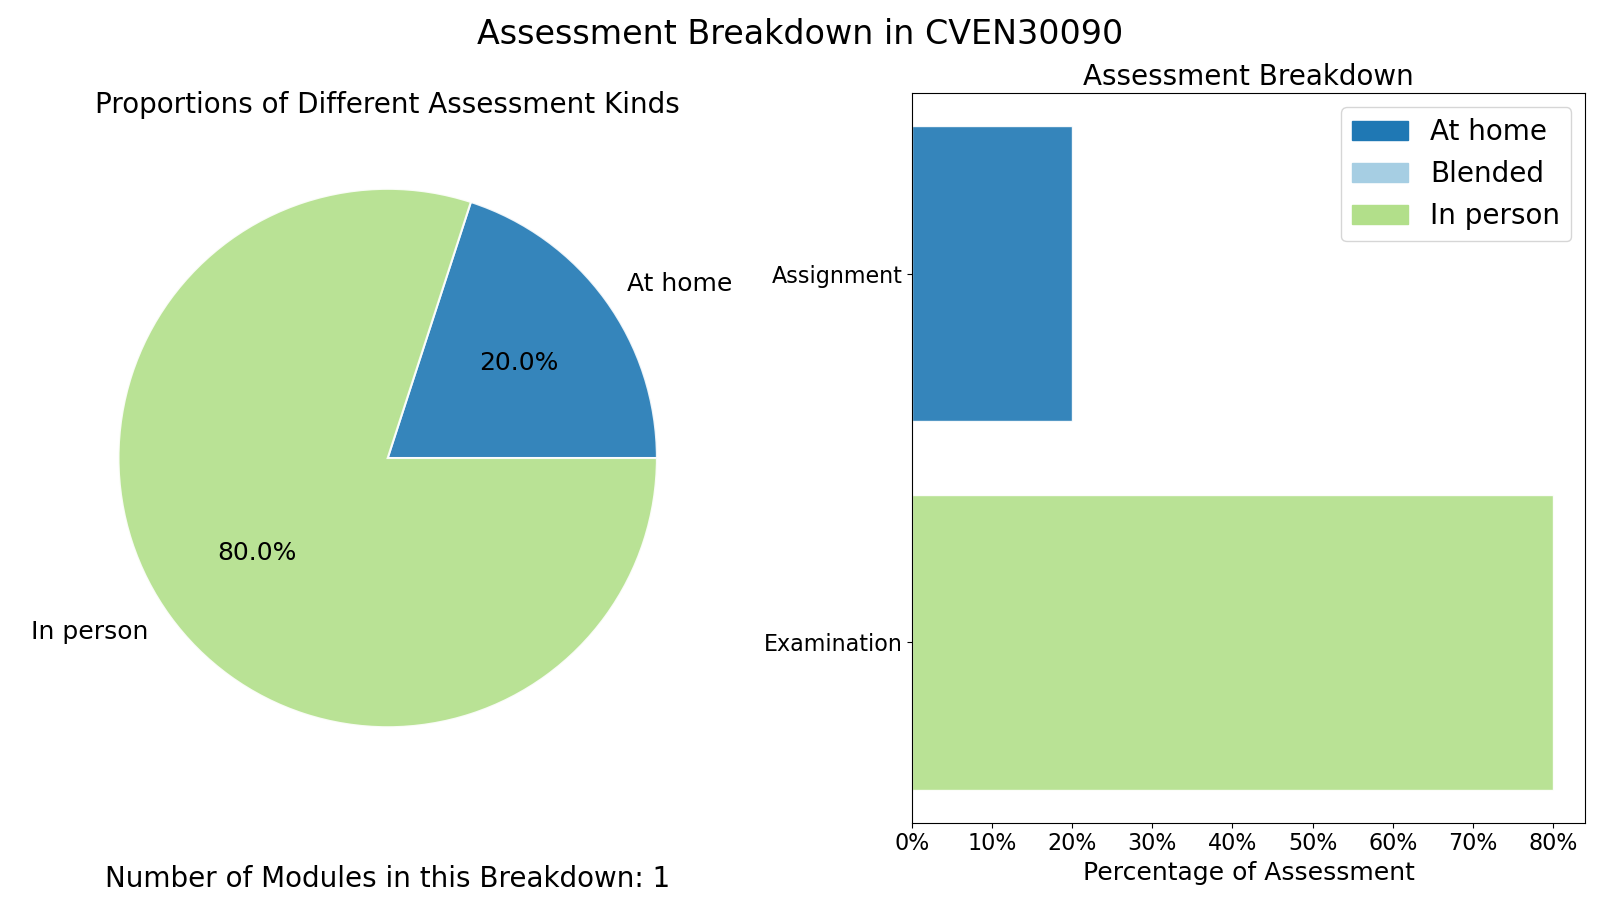 Assessment Breakdown in CVEN30090
Proportions of Different Assessment Kinds
At home
20.0%
80.0%
In person
Number of Modules in this Breakdown: 1
Assessment Breakdown
At home
Blended
In person
Assignment
Examination
0% 10% 20% 30% 40% 50% 60% 70% 80%
Percentage of Assessment